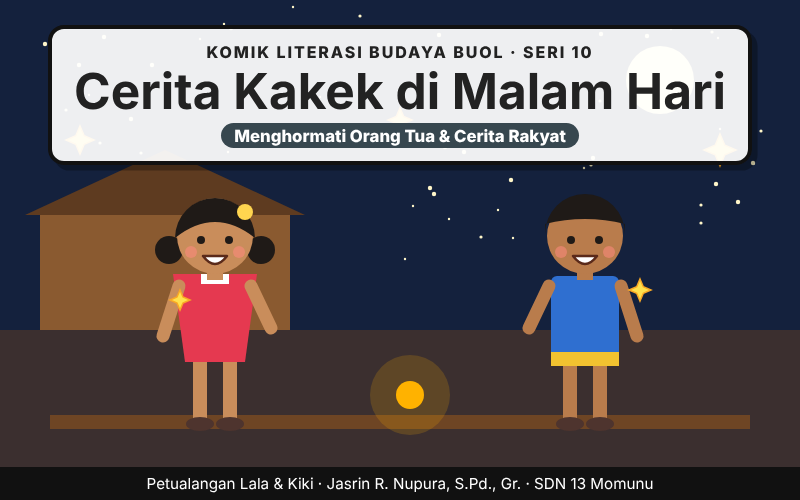 KOMIK LITERASI BUDAYA BUOL · SERI 10
Cerita Kakek di Malam Hari
Menghormati Orang Tua & Cerita Rakyat
Petualangan Lala & Kiki · Jasrin R. Nupura, S.Pd., Gr. · SDN 13 Momunu